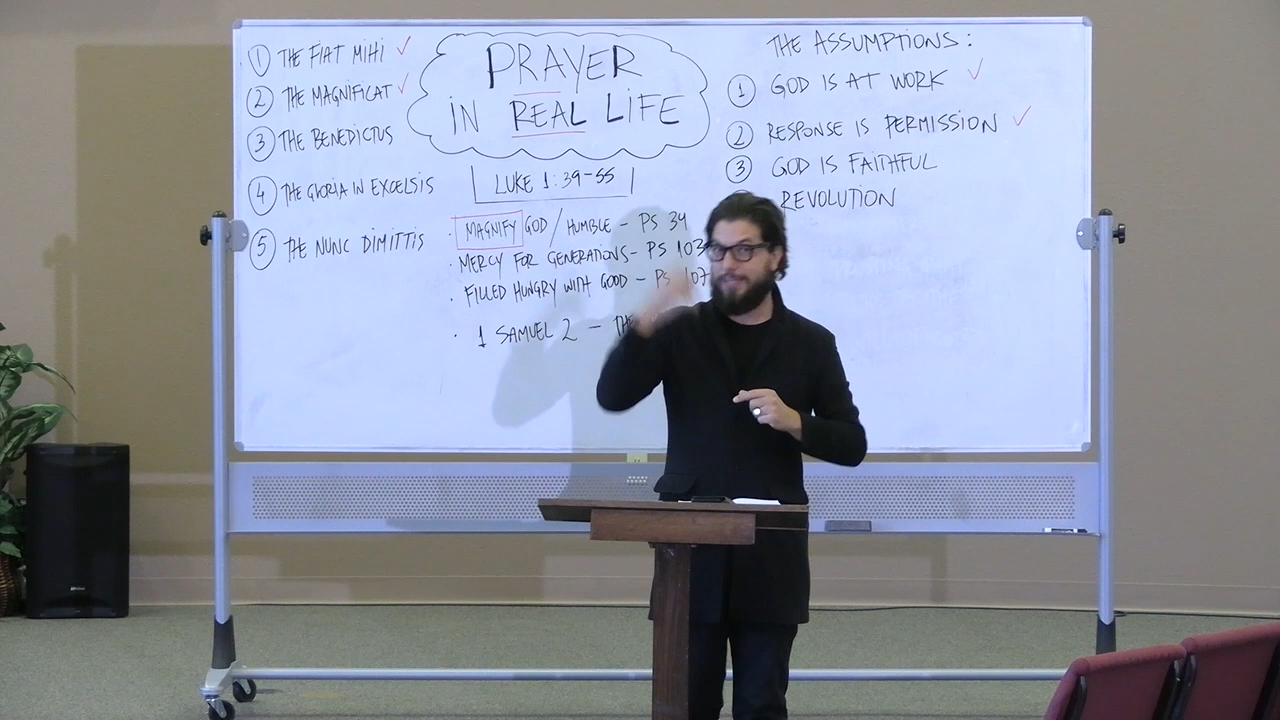 ① THE FIAT MIHI ✓
② THE MAGNIFICAT ✓
③ THE BENEDICTUS
④ THE GLORIA IN EXCELSIS
⑤ THE NUNC DIMITTIS
PRAYER
IN REAL LIFE
LUKE 1:39-55
· MAGNIFY GOD / HUMBLE - PS 34
· MERCY FOR GENERATIONS - PS 103
· FILLED HUNGRY WITH GOOD - PS 107
· 1 SAMUEL 2 - THE
THE ASSUMPTIONS:
① GOD IS AT WORK ✓
② RESPONSE IS PERMISSION ✓
③ GOD IS FAITHFUL
REVOLUTION